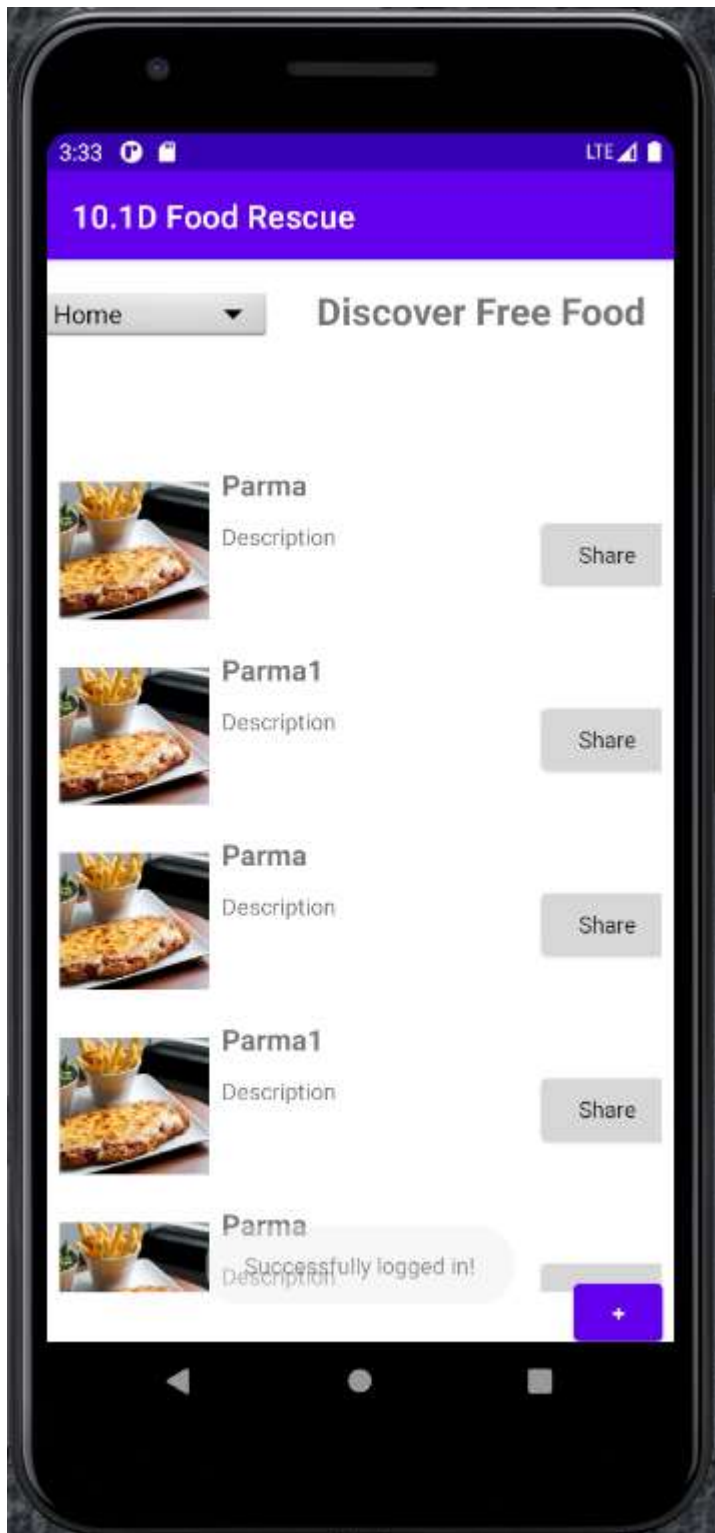 3:33
LTE
10.1D Food Rescue
Home
Discover Free Food
Parma
Description
Share
Parma1
Description
Share
Parma
Description
Share
Parma1
Description
Share
Parma
Description
Successfully logged in!
+